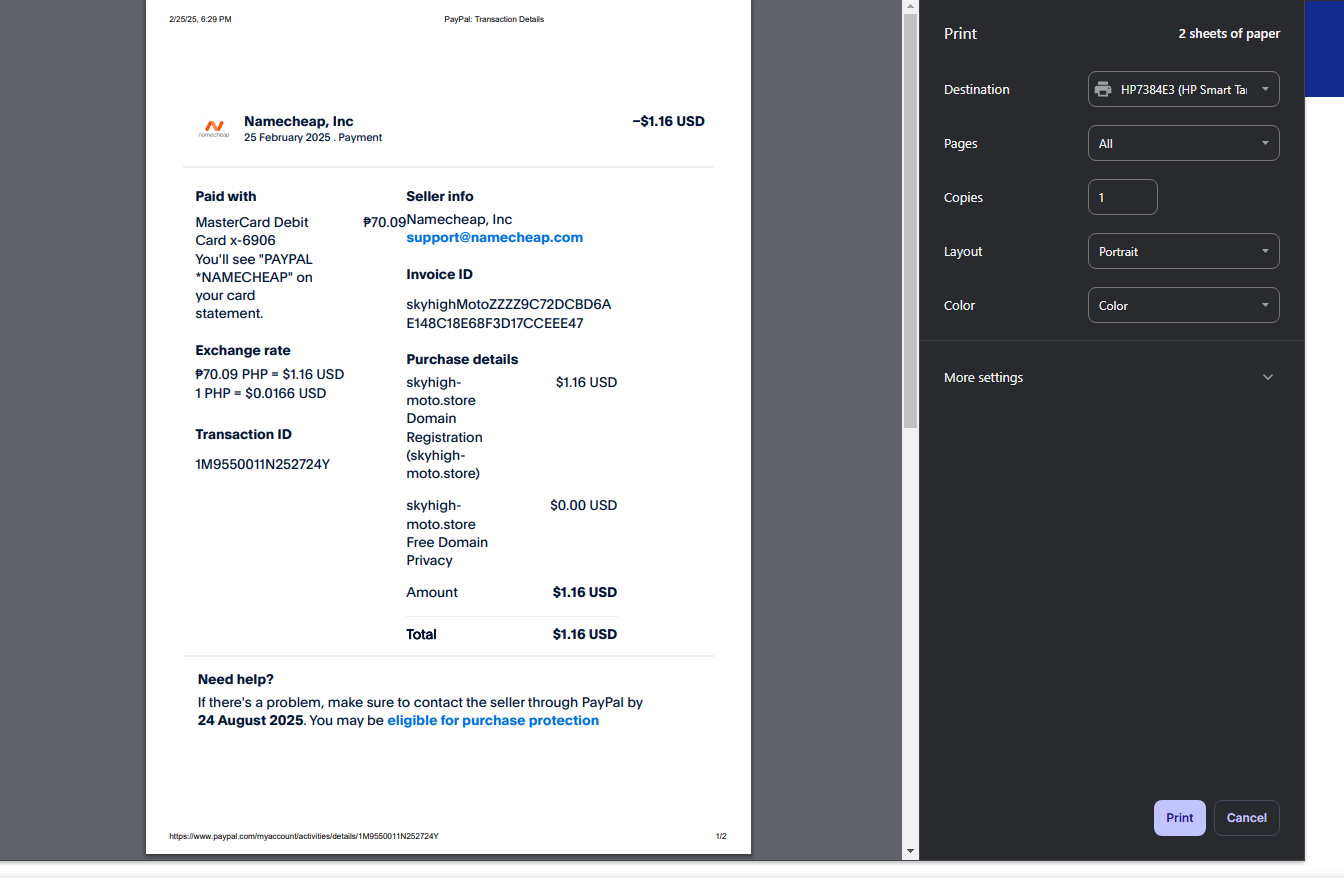 2/25/25, 6:29 PM
PayPal: Transaction Details
namecheap
Namecheap, Inc
25 February 2025 . Payment
−$1.16 USD
Paid with
MasterCard Debit
Card x-6906
You'll see "PAYPAL
*NAMECHEAP" on
your card
statement.
₱70.09
Exchange rate
₱70.09 PHP = $1.16 USD
1 PHP = $0.0166 USD
Transaction ID
1M9550011N252724Y
Seller info
Namecheap, Inc
support@namecheap.com
Invoice ID
skyhighMotoZZZZ9C72DCBD6A
E148C18E68F3D17CCEEE47
Purchase details
skyhigh-
moto.store
Domain
Registration
(skyhigh-
moto.store)
$1.16 USD
skyhigh-
moto.store
Free Domain
Privacy
$0.00 USD
Amount $1.16 USD
Total $1.16 USD
Need help?
If there's a problem, make sure to contact the seller through PayPal by
24 August 2025. You may be eligible for purchase protection
https://www.paypal.com/myaccount/activities/details/1M9550011N252724Y
1/2
Print
2 sheets of paper
Destination HP7384E3 (HP Smart Ta
Pages All
Copies 1
Layout Portrait
Color Color
More settings
Print Cancel